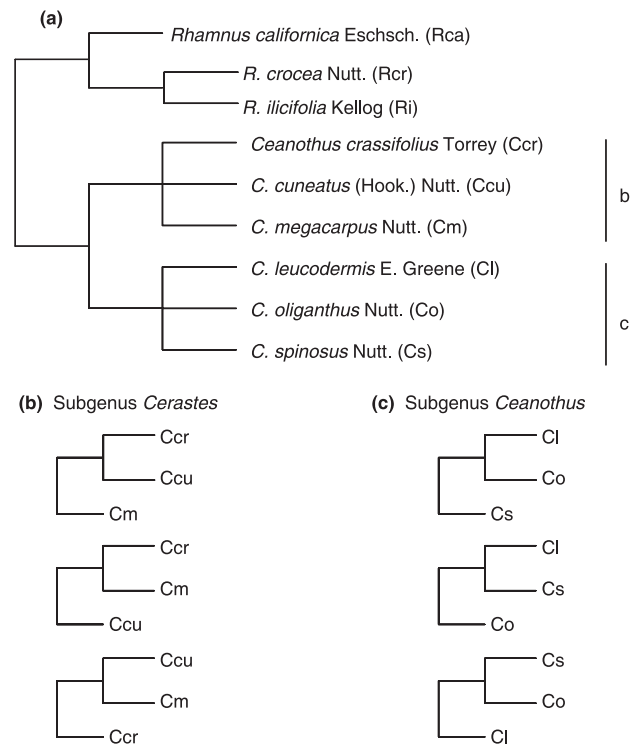 (a)
Rhamnus californica Eschsch. (Rca)
R. crocea Nutt. (Rcr)
R. ilicifolia Kellog (Ri)
Ceanothus crassifolius Torrey (Ccr)
C. cuneatus (Hook.) Nutt. (Ccu)
b
C. megacarpus Nutt. (Cm)
C. leucodermis E. Greene (Cl)
C. oliganthus Nutt. (Co)
c
C. spinosus Nutt. (Cs)
(b) Subgenus Cerastes
Ccr
Ccu
Cm
Ccr
Cm
Ccu
Ccu
Cm
Ccr
(c) Subgenus Ceanothus
Cl
Co
Cs
Cl
Cs
Co
Cs
Co
Cl